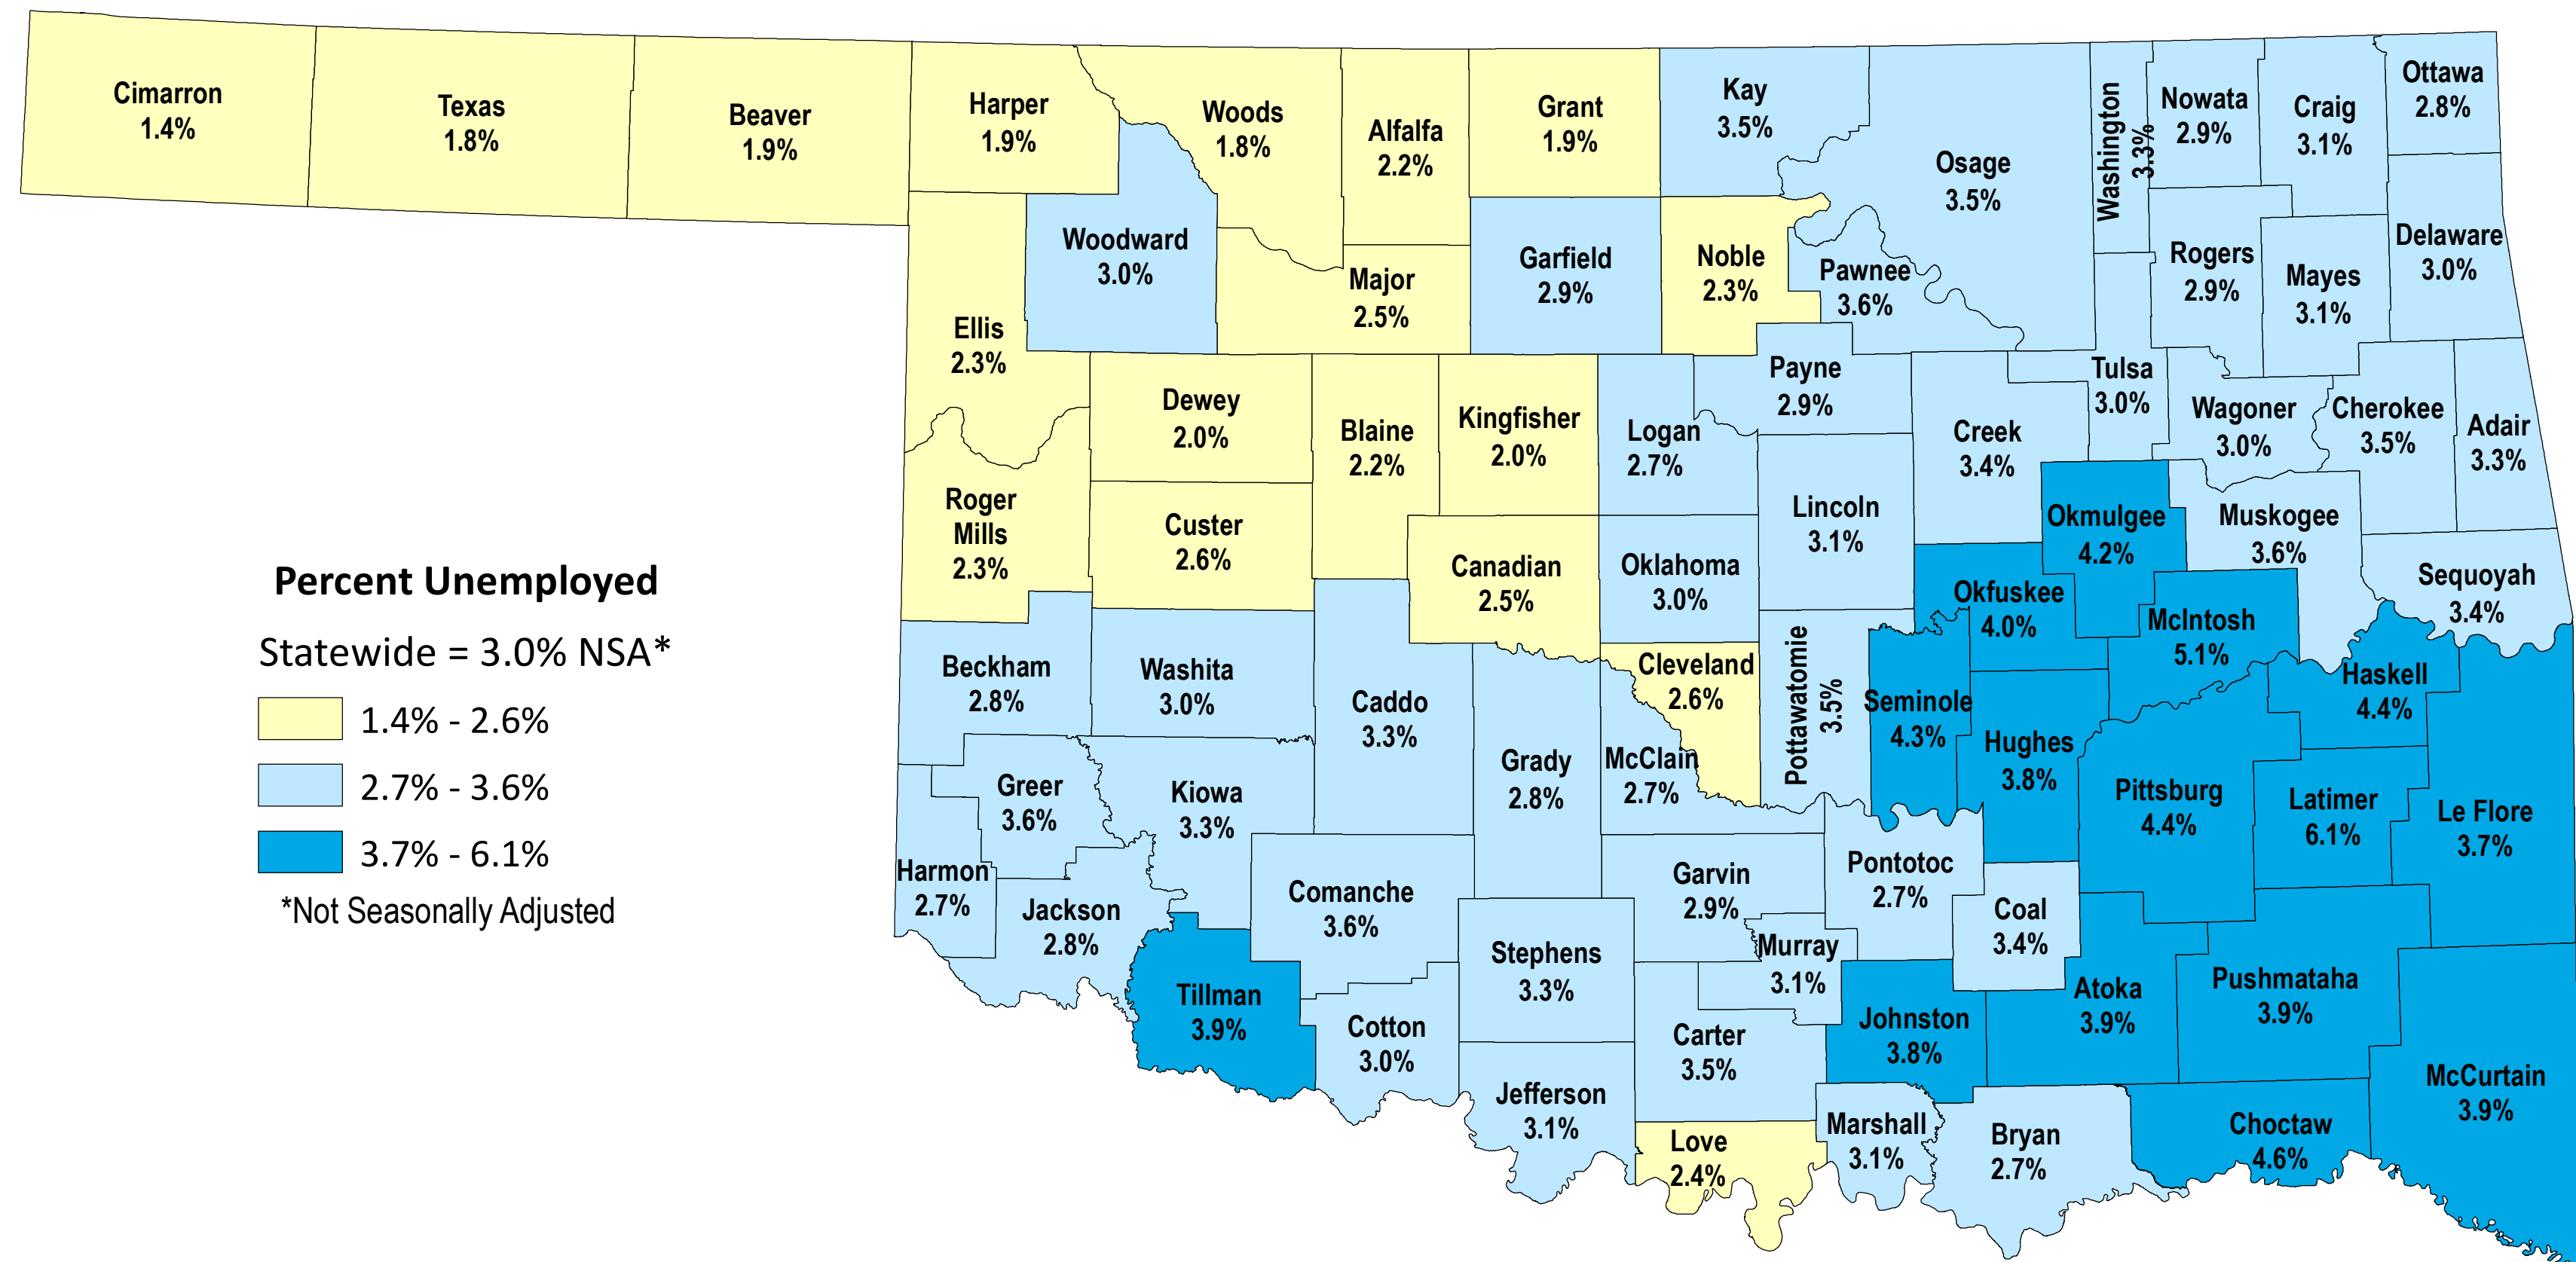 Cimarron
1.4%
Texas
1.8%
Beaver
1.9%
Harper
1.9%
Woods
1.8%
Alfalfa
2.2%
Grant
1.9%
Kay
3.5%
Osage
3.5%
Washington
3.3%
Nowata
2.9%
Craig
3.1%
Ottawa
2.8%
Woodward
3.0%
Major
2.5%
Garfield
2.9%
Noble
2.3%
Pawnee
3.6%
Rogers
2.9%
Mayes
3.1%
Delaware
3.0%
Ellis
2.3%
Dewey
2.0%
Blaine
2.2%
Kingfisher
2.0%
Logan
2.7%
Payne
2.9%
Creek
3.4%
Tulsa
3.0%
Wagoner
3.0%
Cherokee
3.5%
Adair
3.3%
Roger
Mills
2.3%
Custer
2.6%
Canadian
2.5%
Oklahoma
3.0%
Lincoln
3.1%
Okmulgee
4.2%
Muskogee
3.6%
Sequoyah
3.4%
Okfuskee
4.0%
McIntosh
5.1%
Haskell
4.4%
Percent Unemployed
Statewide = 3.0% NSA*
1.4% - 2.6%
2.7% - 3.6%
3.7% - 6.1%
*Not Seasonally Adjusted
Beckham
2.8%
Washita
3.0%
Caddo
3.3%
Grady
2.8%
Cleveland
2.6%
McClain
2.7%
Pottawatomie
3.5%
Seminole
4.3%
Hughes
3.8%
Pittsburg
4.4%
Latimer
6.1%
Le Flore
3.7%
Greer
3.6%
Kiowa
3.3%
Harmon
2.7%
Jackson
2.8%
Comanche
3.6%
Garvin
2.9%
Pontotoc
2.7%
Coal
3.4%
Tillman
3.9%
Cotton
3.0%
Stephens
3.3%
Murray
3.1%
Carter
3.5%
Johnston
3.8%
Atoka
3.9%
Pushmataha
3.9%
McCurtain
3.9%
Jefferson
3.1%
Love
2.4%
Marshall
3.1%
Bryan
2.7%
Choctaw
4.6%